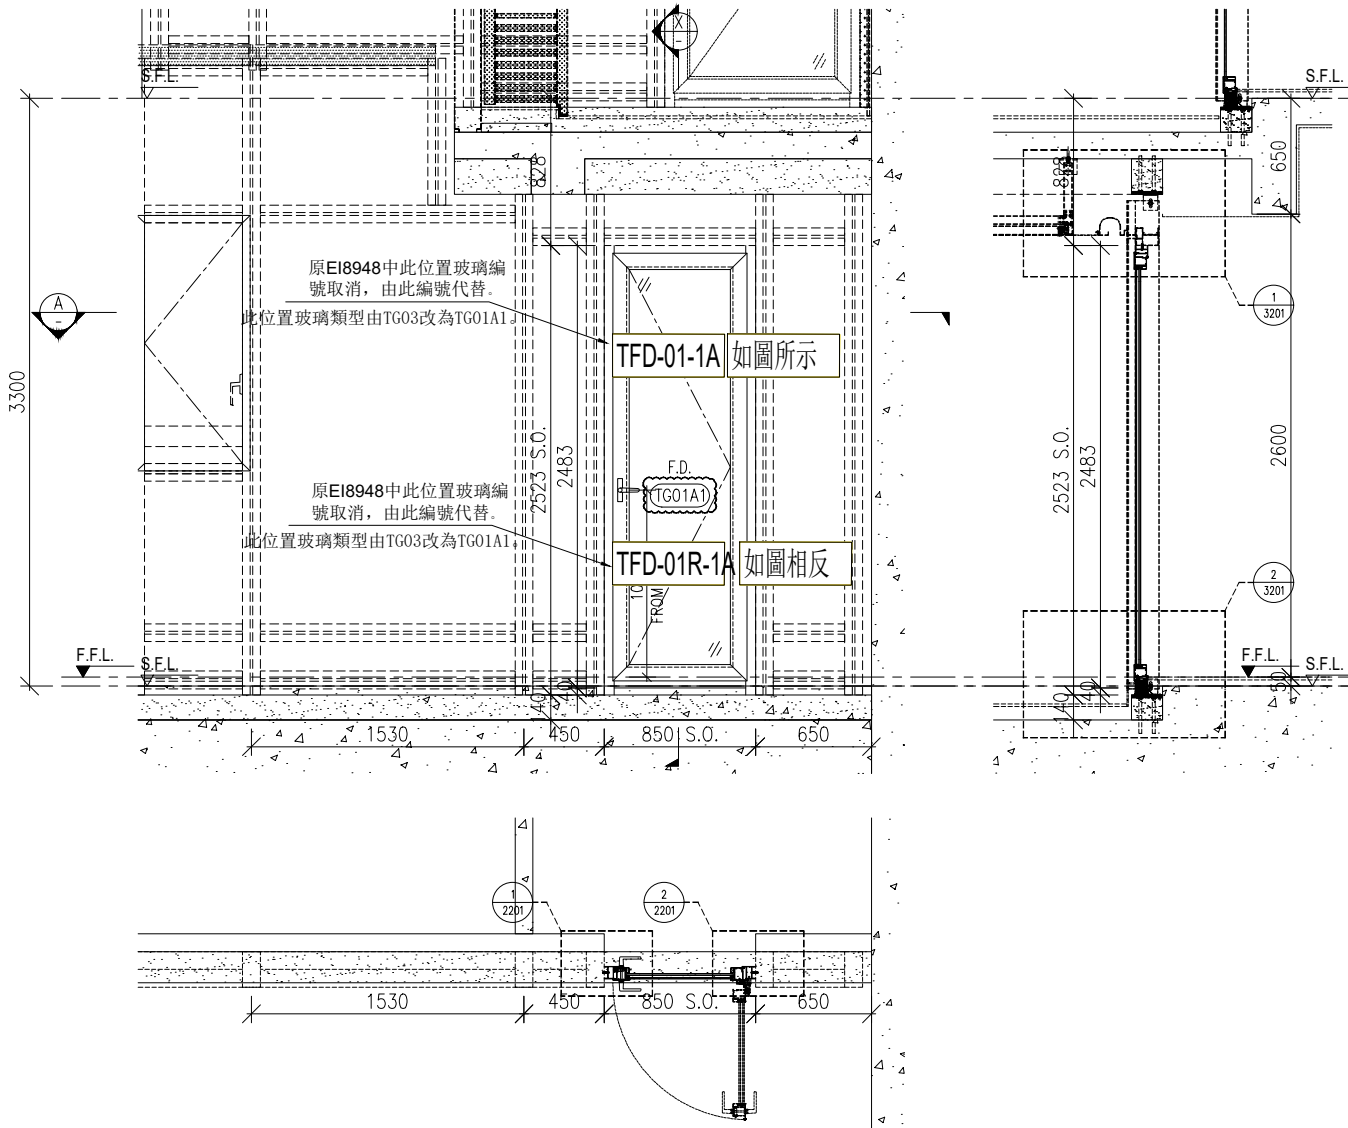 X
-
S.F.L.
S.F.L.
828
828
650
原EI8948中此位置玻璃編
號取消，由此編號代替。
此位置玻璃類型由TG03改為TG01A1。
A
-
1
3201
TFD-01-1A
如圖所示
3300
2523 S.O.
2483
2523 S.O.
2483
2600
F.D.
TG01A1
原EI8948中此位置玻璃編
號取消，由此編號代替。
此位置玻璃類型由TG03改為TG01A1。
TFD-01R-1A
如圖相反
10
FROM
2
3201
F.F.L.
S.F.L.
F.F.L.
S.F.L.
140
40
140
40
50
1530
450
850 S.O.
650
1
2201
2
2201
1530
450
850 S.O.
650